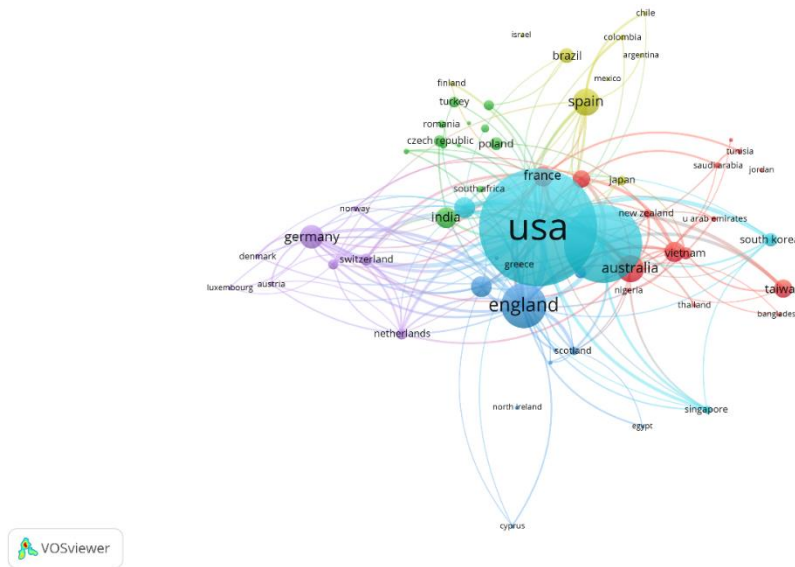 chile
israel
colombia
brazil
argentina
mexico
finland
turkey
spain
romania
czech republic
poland
tunisia
saudi arabia
jordan
france
japan
south africa
norway
india
usa
new zealand
u arab emirates
germany
south korea
denmark
switzerland
greece
australia
vietnam
luxembourg
austria
nigeria
taiwa
england
thailand
banglades
netherlands
scotland
north ireland
singapore
egypt
cyprus
VOSviewer